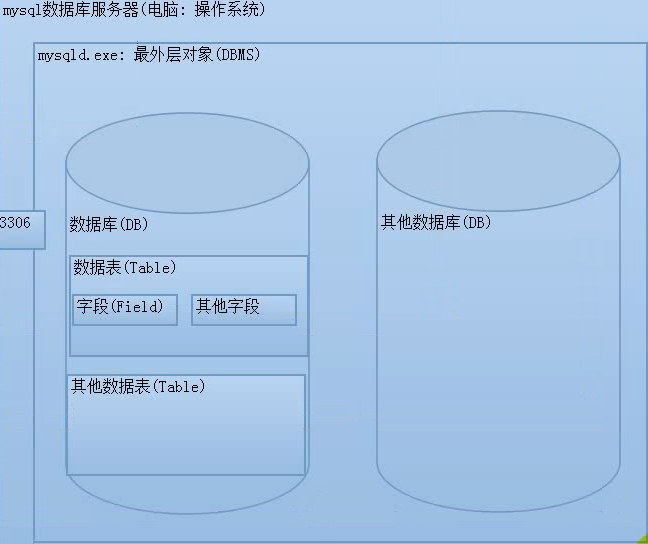 mysql数据库服务器(电脑: 操作系统)
mysqld.exe: 最外层对象(DBMS)
3306
数据库(DB)
其他数据库(DB)
数据表(Table)
字段(Field)
其他字段
其他数据表(Table)